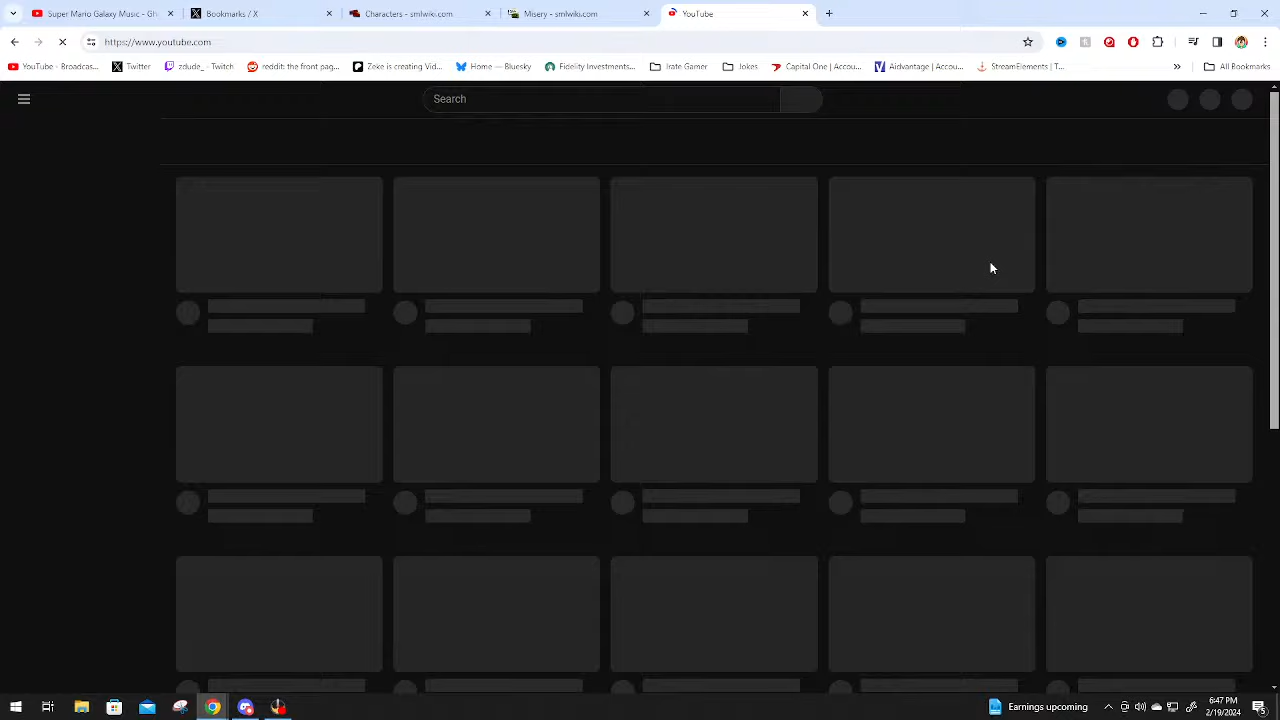 Super Mario Galaxy Music - Gl
Bookmarks / X
Characters - smlwiki.com
Misery - smlwiki.com
YouTube
https://www.youtube.com
YouTube - Broadcas...
Twitter
zdude_ - Twitch
reddit: the front pag...
Zeke is creating Vid...
Home — Bluesky
Fidelity Investments...
Irate Gamer
Jokes
Capital One | Accou...
Aidvantage | Accou...
StreamElements | T...
»
All Bookmarks
Search
Earnings upcoming
6:47 PM
2/19/2024